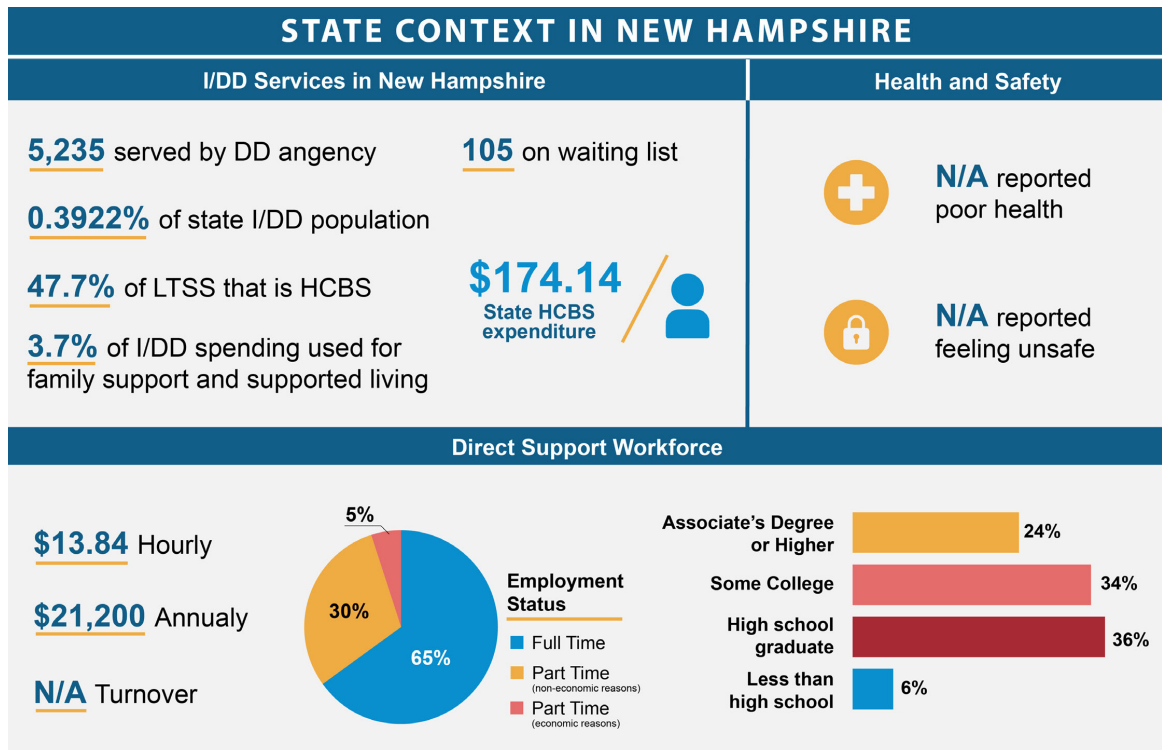 STATE CONTEXT IN NEW HAMPSHIRE
I/DD Services in New Hampshire
5,235 served by DD angency
105 on waiting list
0.3922% of state I/DD population
47.7% of LTSS that is HCBS
3.7% of I/DD spending used for
family support and supported living
$174.14
State HCBS
expenditure
Health and Safety
N/A reported
poor health
N/A reported
feeling unsafe
Direct Support Workforce
$13.84 Hourly
$21,200 Annualy
N/A Turnover
5%
30%
65%
Employment
Status
Full Time
Part Time
(non-economic reasons)
Part Time
(economic reasons)
Associate's Degree
or Higher
24%
Some College
34%
High school
graduate
36%
Less than
high school
6%